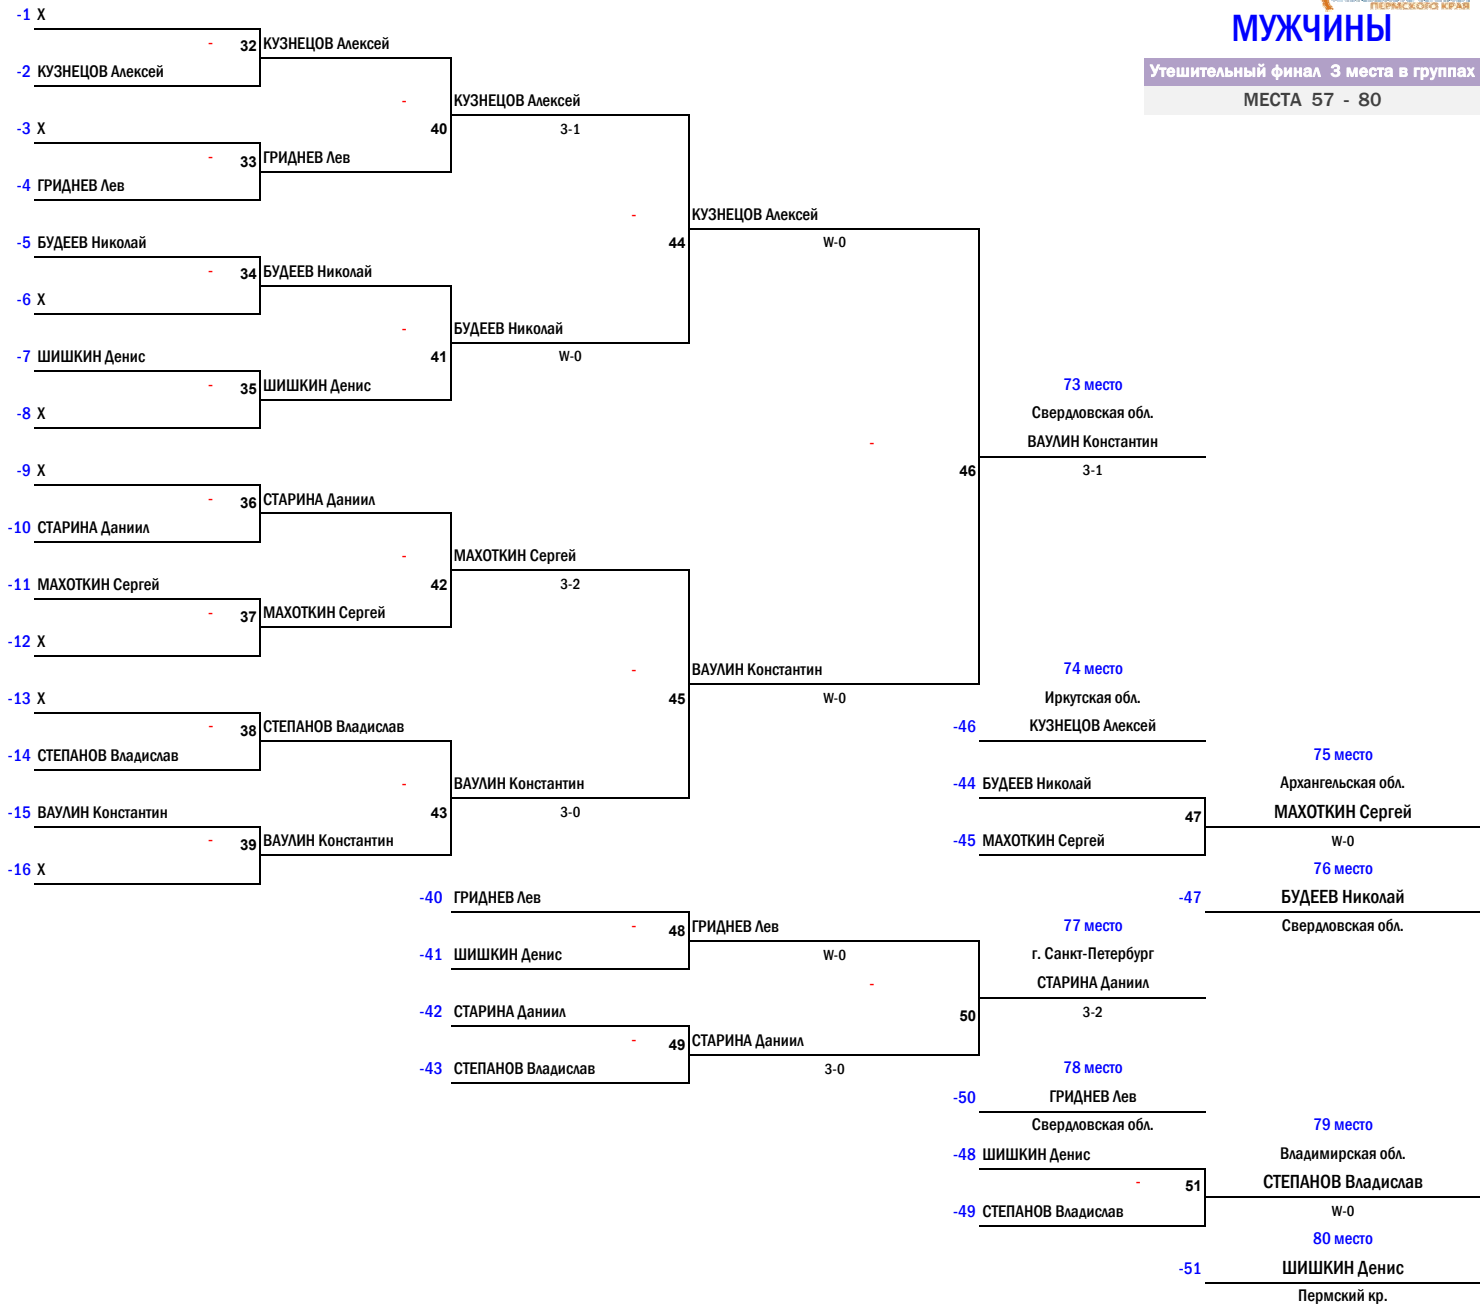 ПЕРМСКОГО КРАЯ
МУЖЧИНЫ
Утешительный финал 3 места в группах
МЕСТА 57 - 80
-1 X
- 32 КУЗНЕЦОВ Алексей
-2 КУЗНЕЦОВ Алексей
- КУЗНЕЦОВ Алексей
-3 X
40 3-1
- 33 ГРИДНЕВ Лев
-4 ГРИДНЕВ Лев
- КУЗНЕЦОВ Алексей
-5 БУДЕЕВ Николай
44 W-0
- 34 БУДЕЕВ Николай
-6 X
- БУДЕЕВ Николай
-7 ШИШКИН Денис
41 W-0
- 35 ШИШКИН Денис
73 место
-8 X
Свердловская обл.
- ВАУЛИН Константин
-9 X
46 3-1
- 36 СТАРИНА Даниил
-10 СТАРИНА Даниил
- МАХОТКИН Сергей
-11 МАХОТКИН Сергей
42 3-2
- 37 МАХОТКИН Сергей
-12 X
- ВАУЛИН Константин
74 место
-13 X
45 W-0
Иркутская обл.
- 38 СТЕПАНОВ Владислав
-46 КУЗНЕЦОВ Алексей
-14 СТЕПАНОВ Владислав
75 место
- ВАУЛИН Константин
-44 БУДЕЕВ Николай
Архангельская обл.
-15 ВАУЛИН Константин
43 3-0
47 МАХОТКИН Сергей
- 39 ВАУЛИН Константин
-45 МАХОТКИН Сергей
W-0
-16 X
76 место
-40 ГРИДНЕВ Лев
-47 БУДЕЕВ Николай
- 48 ГРИДНЕВ Лев
77 место
Свердловская обл.
-41 ШИШКИН Денис
W-0
г. Санкт-Петербург
- СТАРИНА Даниил
-42 СТАРИНА Даниил
50 3-2
- 49 СТАРИНА Даниил
-43 СТЕПАНОВ Владислав
3-0
78 место
-50 ГРИДНЕВ Лев
Свердловская обл.
79 место
-48 ШИШКИН Денис
Владимирская обл.
- 51 СТЕПАНОВ Владислав
-49 СТЕПАНОВ Владислав
W-0
80 место
-51 ШИШКИН Денис
Пермский кр.